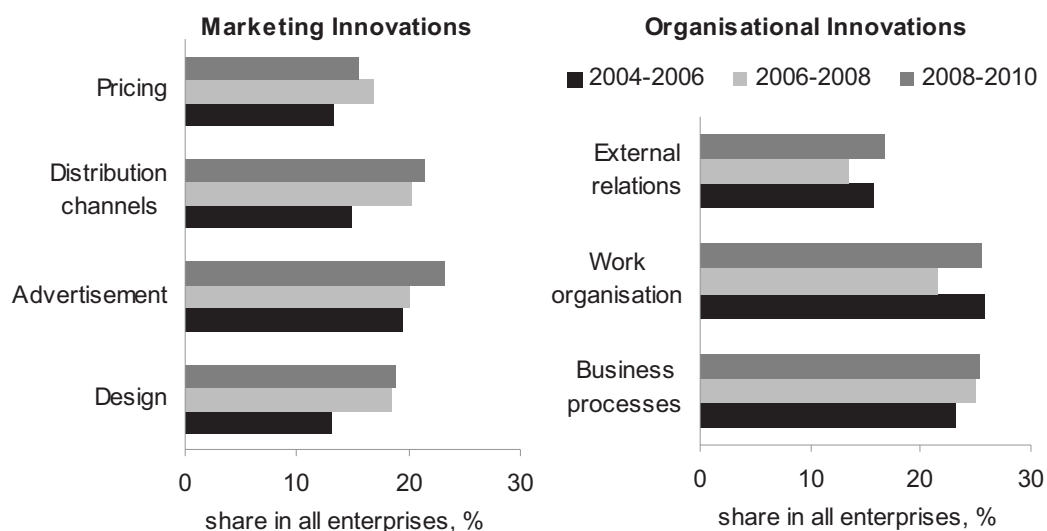 Marketing Innovations
Pricing
Distribution
channels
Advertisement
Design
0 10 20 30
share in all enterprises, %
Organisational Innovations
2004-2006 2006-2008 2008-2010
External
relations
Work
organisation
Business
processes
0 10 20 30
share in all enterprises, %